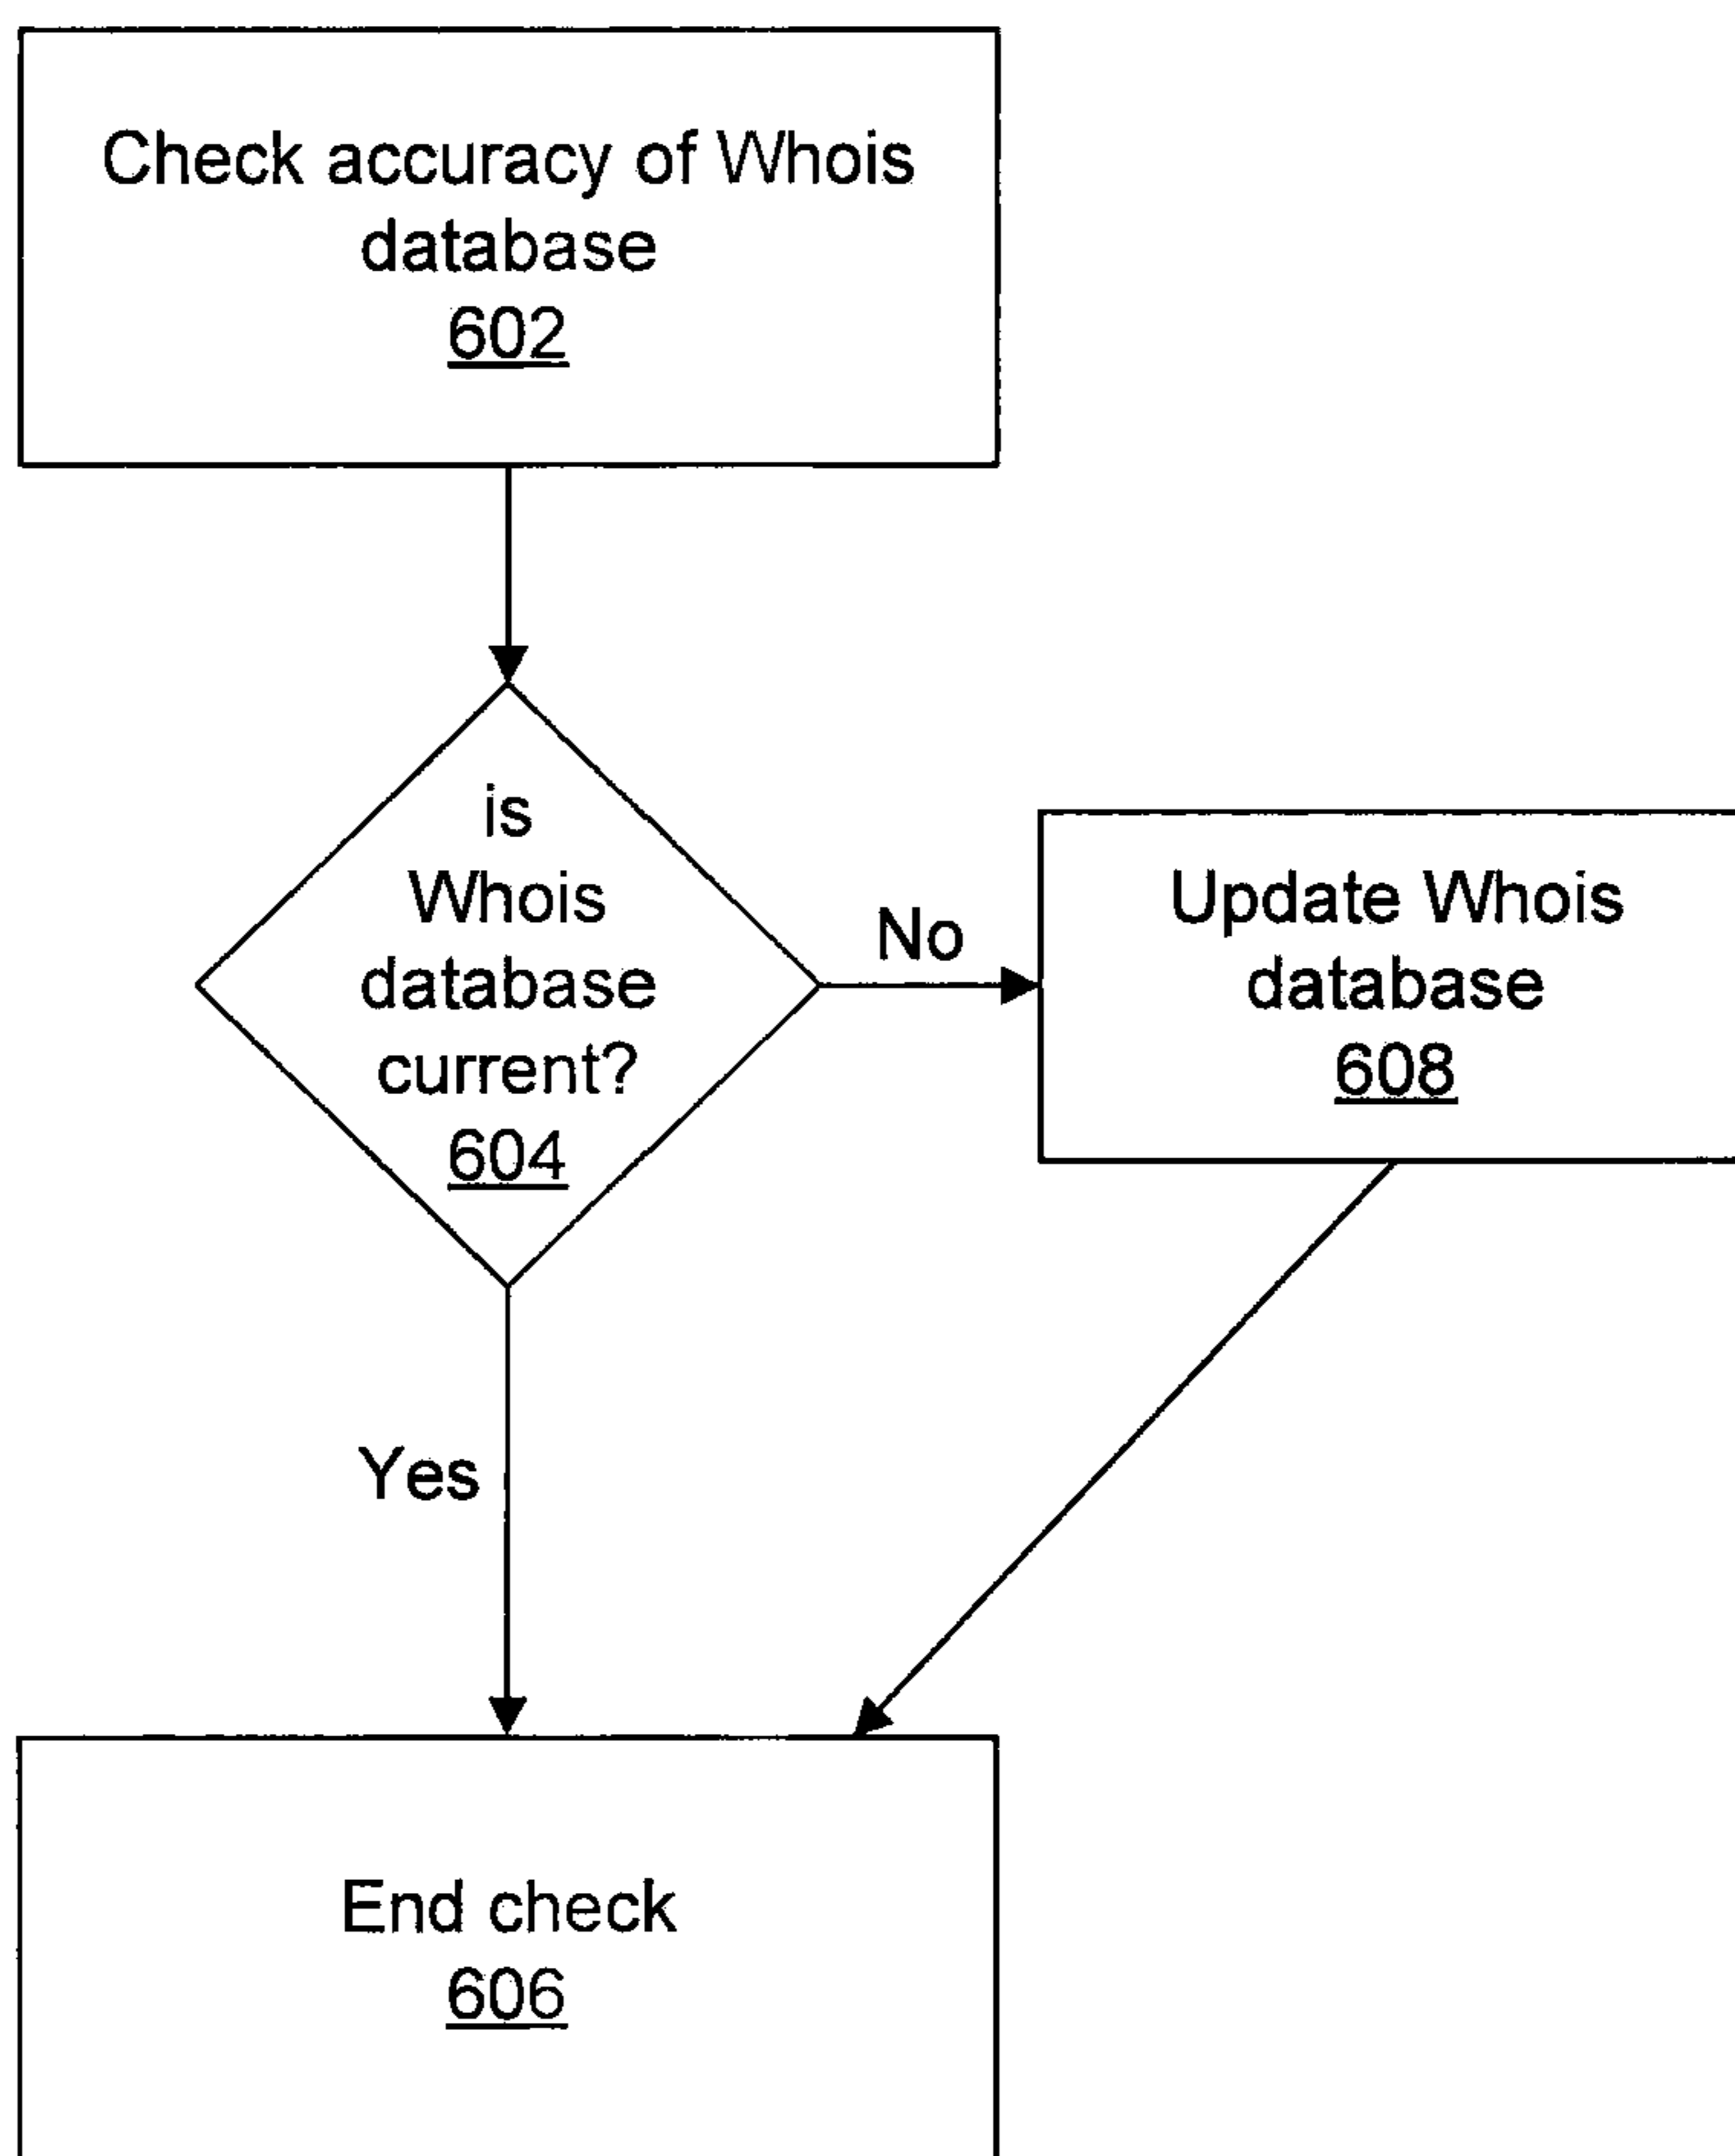 Check accuracy of Whois
database
602
is
Whois
database
current?
604
No
Update Whois
database
608
Yes
End check
606